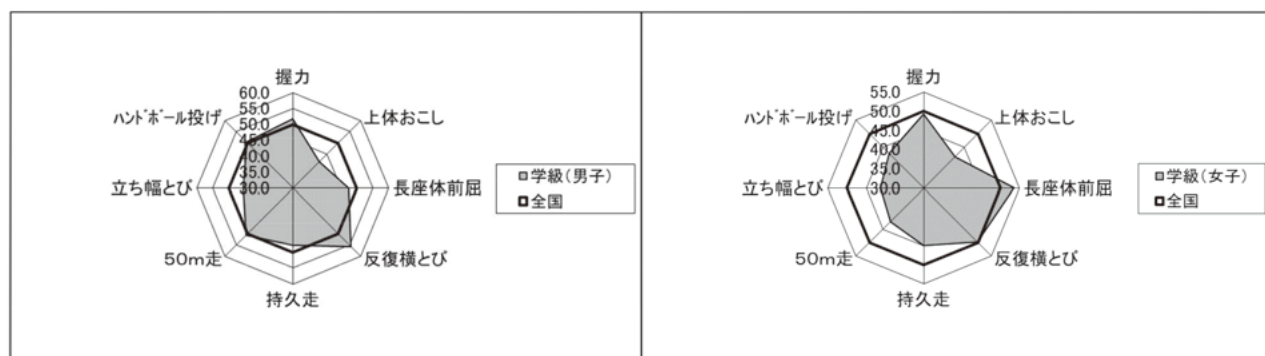 握力
60.0
55.0
50.0
45.0
40.0
35.0
30.0
上体おこし
長座体前屈
反復横とび
持久走
50m走
立ち幅とび
ハンドボール投げ
学級(男子)
全国
握力
55.0
50.0
45.0
40.0
35.0
30.0
上体おこし
長座体前屈
反復横とび
持久走
50m走
立ち幅とび
ハンドボール投げ
学級(女子)
全国